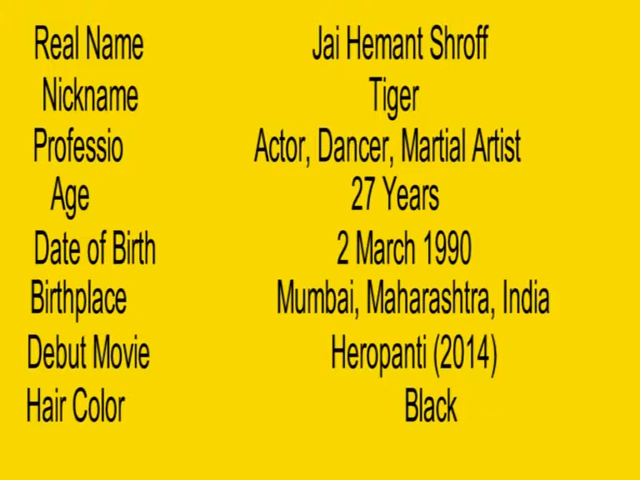 Real Name Jai Hemant Shroff
Nickname Tiger
Professio Actor, Dancer, Martial Artist
Age 27 Years
Date of Birth 2 March 1990
Birthplace Mumbai, Maharashtra, India
Debut Movie Heropanti (2014)
Hair Color Black